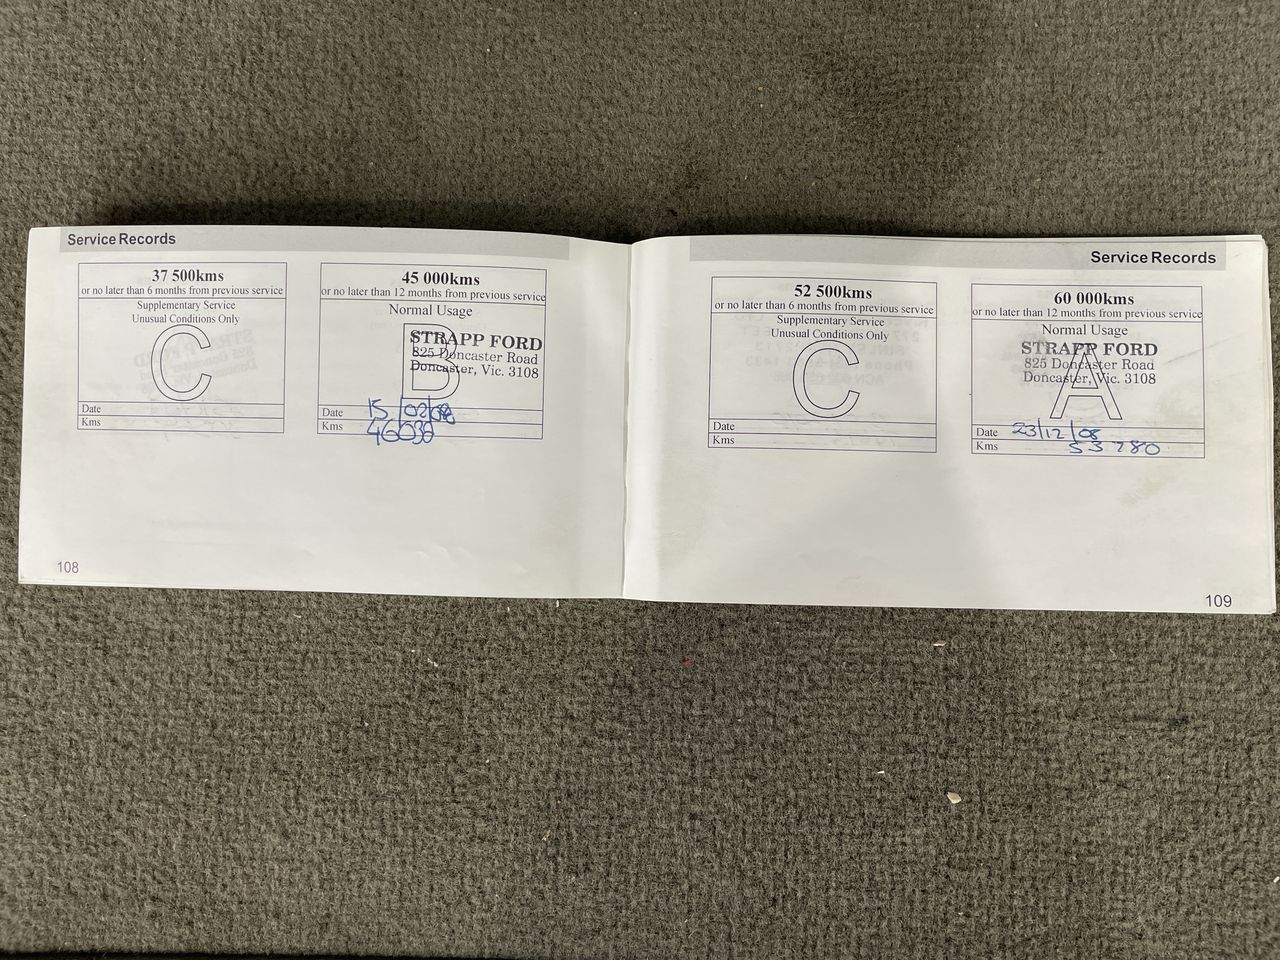 Service Records
37 500kms
or no later than 6 months from previous service
Supplementary Service
Unusual Conditions Only
C
Date
Kms
45 000kms
or no later than 12 months from previous service
Normal Usage
B
STRAPP FORD
825 Doncaster Road
Doncaster, Vic. 3108
Date 15/02/08
Kms 46038
108
Service Records
52 500kms
or no later than 6 months from previous service
Supplementary Service
Unusual Conditions Only
C
Date
Kms
60 000kms
or no later than 12 months from previous service
Normal Usage
A
STRAPP FORD
825 Doncaster Road
Doncaster, Vic. 3108
Date 23/12/08
Kms 53780
109